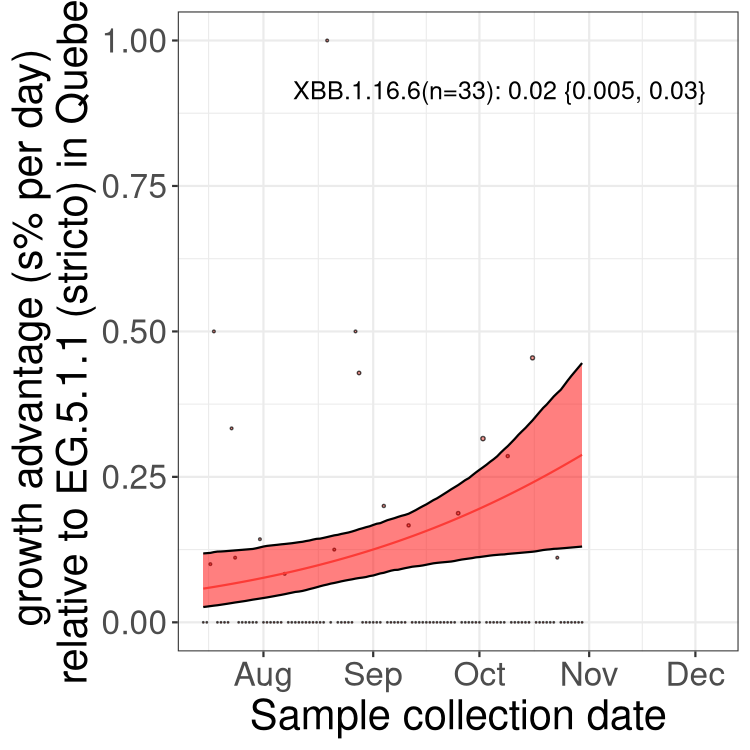 growth advantage (s% per day)
relative to EG.5.1.1 (stricto) in Quebe
1.00
0.75
0.50
0.25
0.00
XBB.1.16.6(n=33): 0.02 {0.005, 0.03}
Aug Sep Oct Nov Dec
Sample collection date